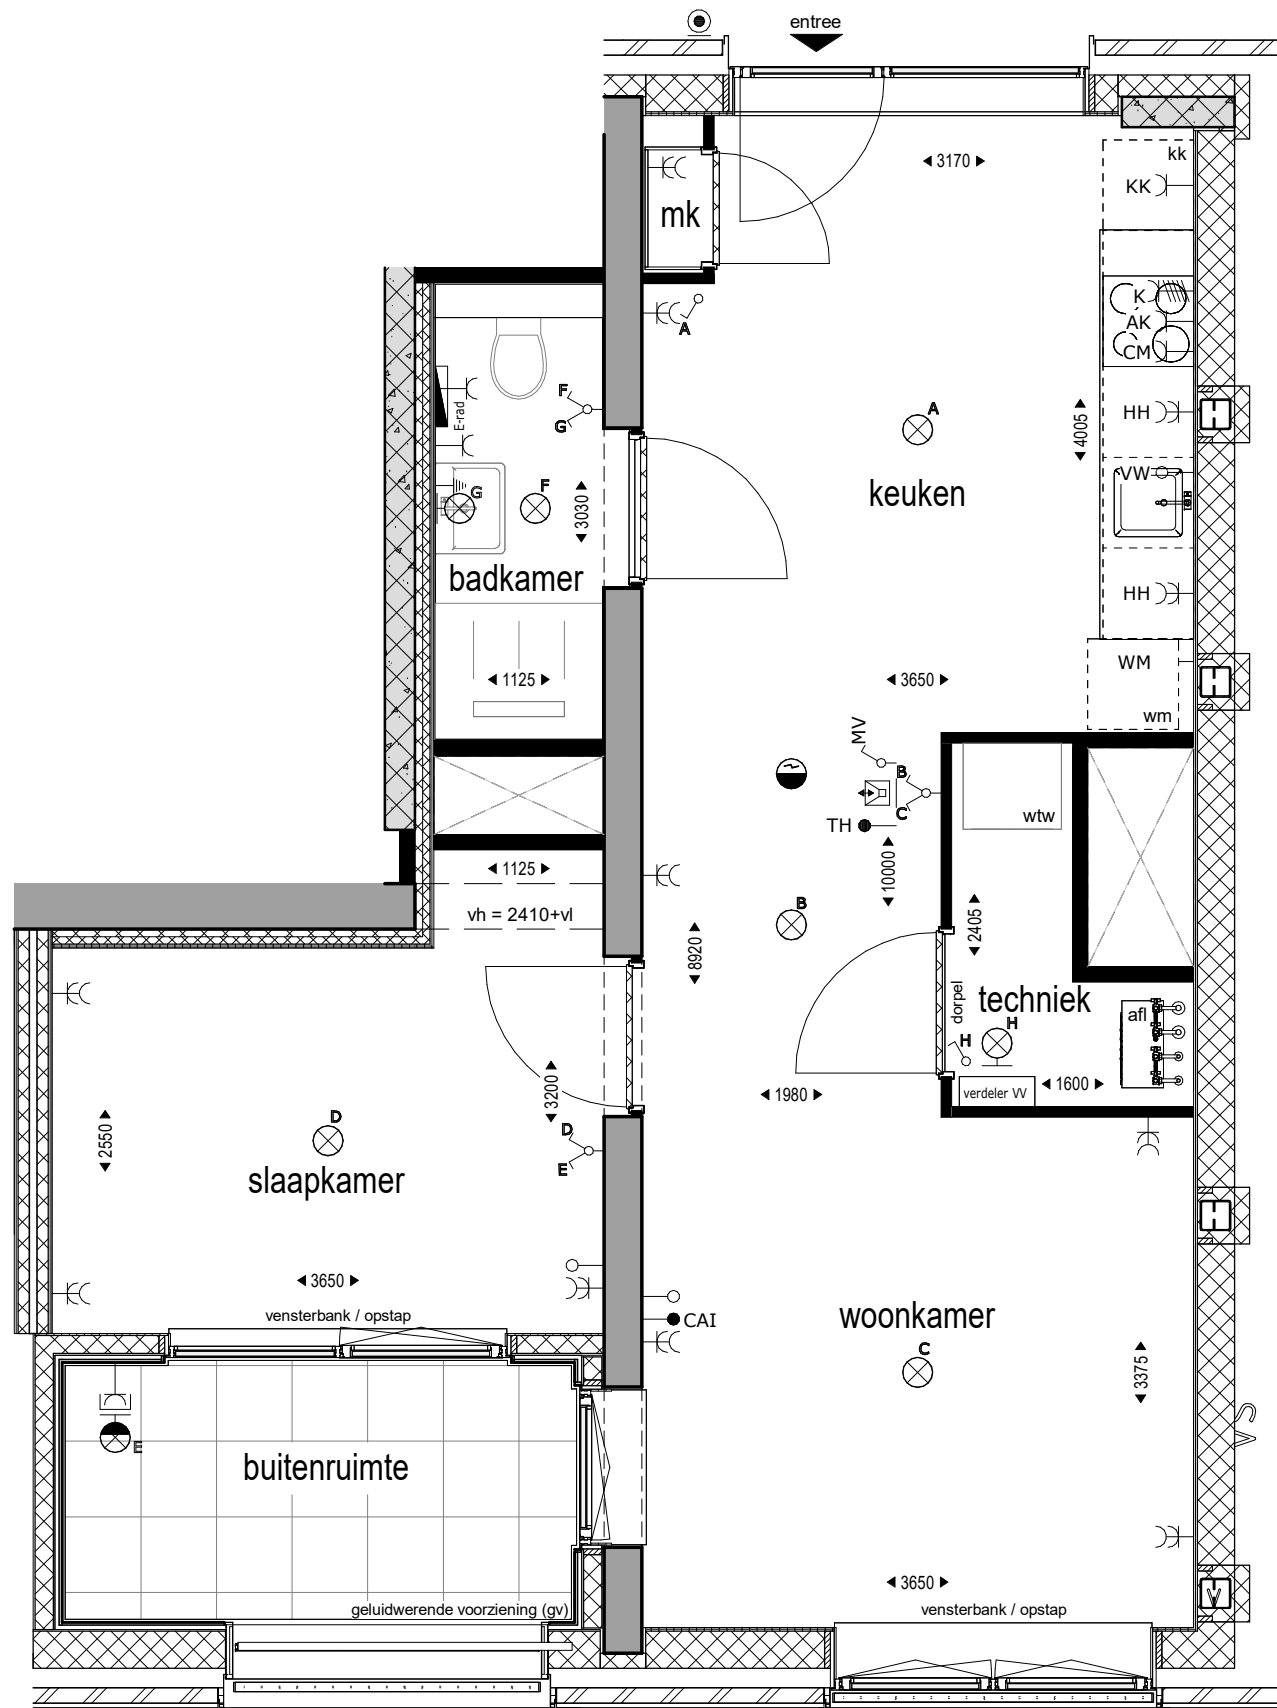 entree
3170
kk
KK
mk
K
A
AK
CM
E-rad
F
G
HH
A
4005
G
F
VW
keuken
3030
badkamer
HH
WM
1125
3650
wm
MV
B
C
wtw
TH
10000
1125
vh = 2410+vl
B
2405
8920
techniek
dorpel
afl
H
H
3200
verdeler VV
1600
1980
D
D
E
2550
slaapkamer
3650
vensterbank / opstap
CAI
woonkamer
C
3375
E
buitenruimte
3650
geluidwerende voorziening (gv)
vensterbank / opstap